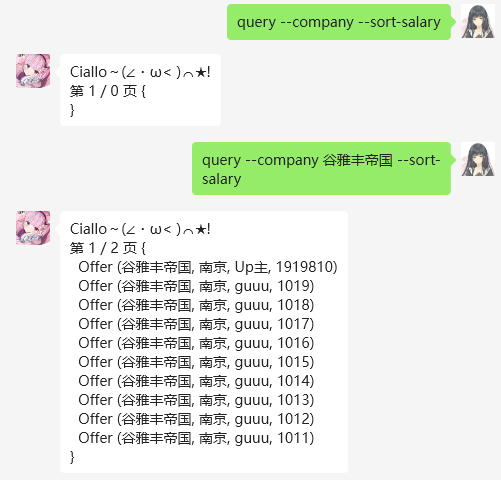 query --company --sort-salary
Ciallo～(∠・ω< )⌒★!
第 1 / 0 页 {
}
query --company 谷雅丰帝国 --sort-
salary
Ciallo～(∠・ω< )⌒★!
第 1 / 2 页 {
Offer (谷雅丰帝国, 南京, Up主, 1919810)
Offer (谷雅丰帝国, 南京, guuu, 1019)
Offer (谷雅丰帝国, 南京, guuu, 1018)
Offer (谷雅丰帝国, 南京, guuu, 1017)
Offer (谷雅丰帝国, 南京, guuu, 1016)
Offer (谷雅丰帝国, 南京, guuu, 1015)
Offer (谷雅丰帝国, 南京, guuu, 1014)
Offer (谷雅丰帝国, 南京, guuu, 1013)
Offer (谷雅丰帝国, 南京, guuu, 1012)
Offer (谷雅丰帝国, 南京, guuu, 1011)
}